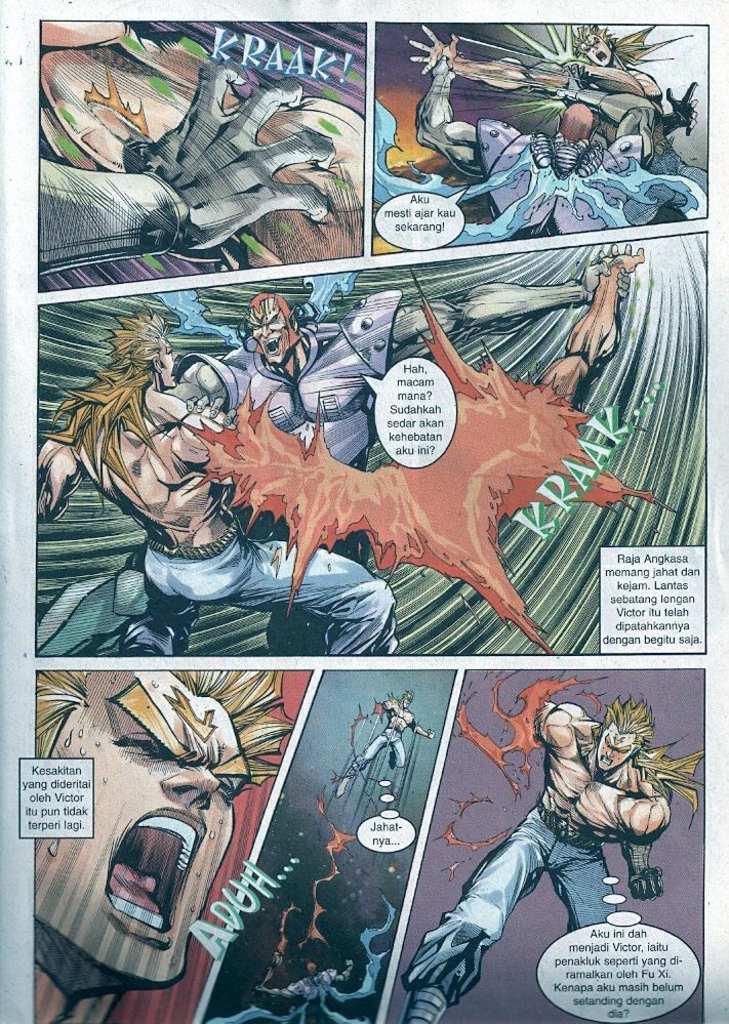 KRAAK!
Aku
mesti ajar kau
sekarang!
Hah,
macam
mana?
Sudahkah
sedar akan
kehebatan
aku ini?
KRAAK....
Raja Angkasa
memang jahat dan
kejam. Lantas
sebatang lengan
Victor itu telah
dipatahkannya
dengan begitu saja.
Kesakitan
yang dideritai
oleh Victor
itu pun tidak
terperi lagi.
ADUH...
Jahat-
nya...
Aku ini dah
menjadi Victor, iaitu
penakluk seperti yang di-
ramalkan oleh Fu Xi.
Kenapa aku masih belum
setanding dengan
dia?